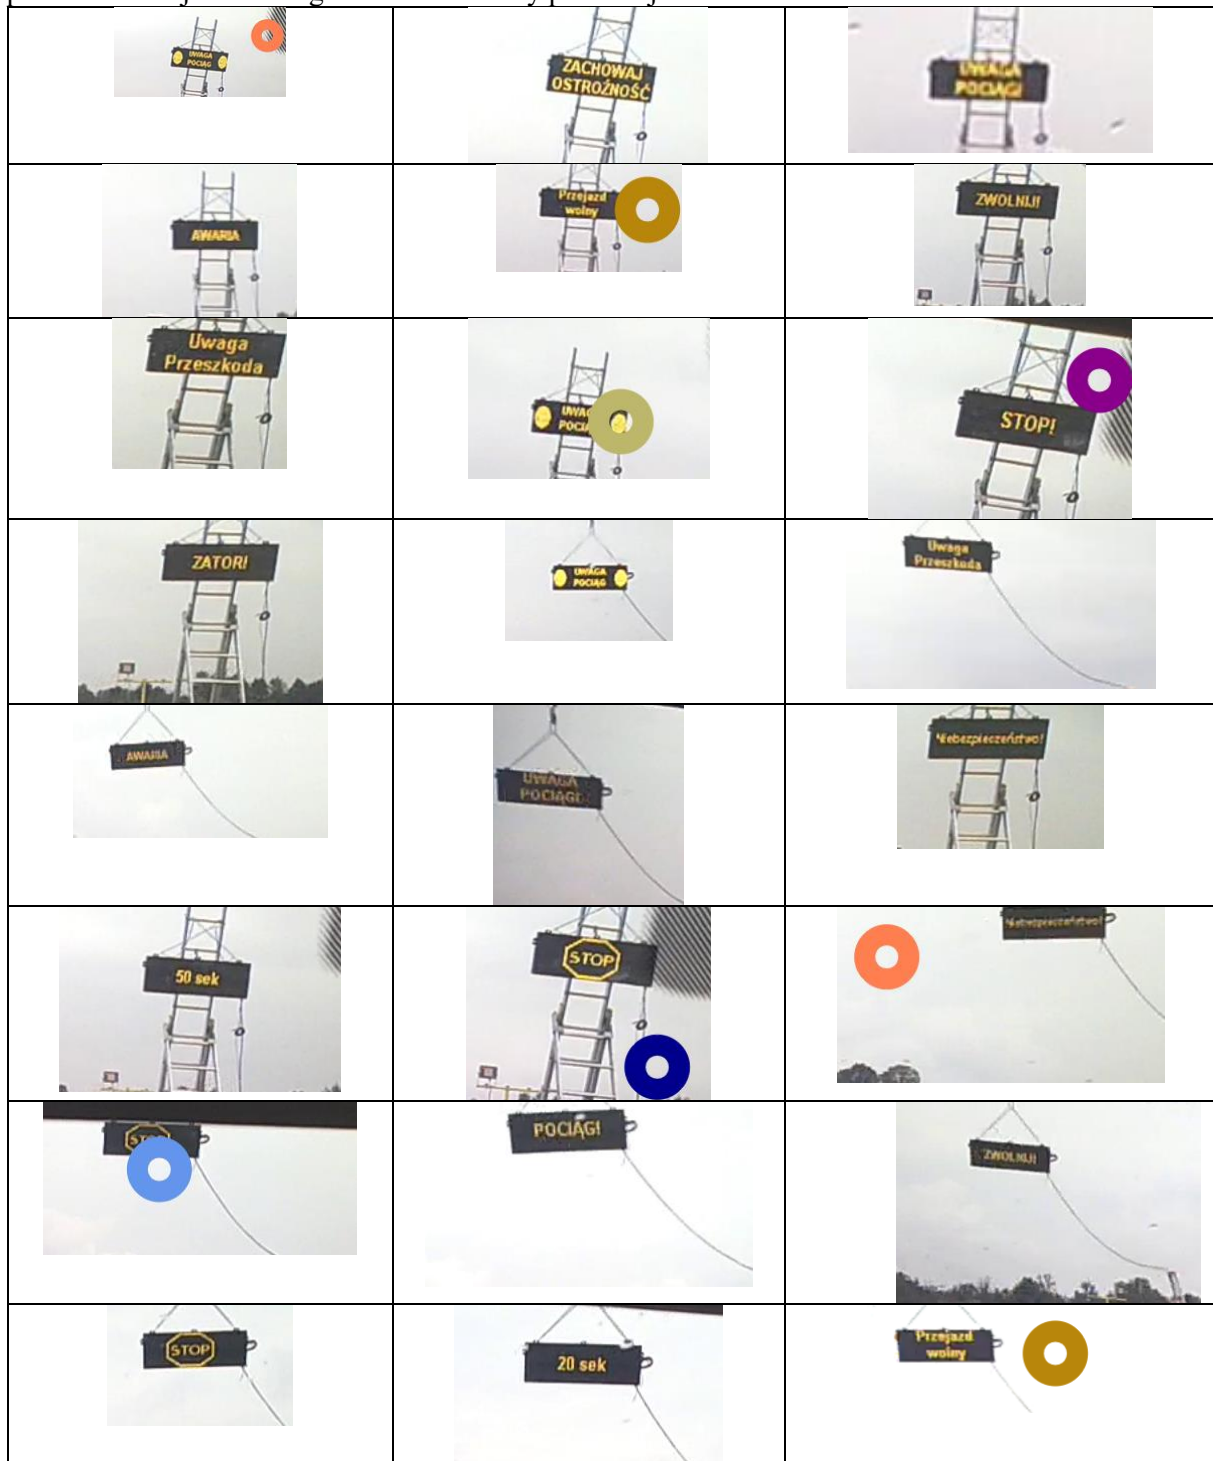 UWAGA
POCIĄG
ZACHOWAJ
OSTROŻNOŚĆ
UWAGA
POCIĄG!
AWARIA
Przejazd
wolny
ZWOLNIJ!
Uwaga
Przeszkoda
STOP!
ZATOR!
UWAGA
POCIĄG
Uwaga
Przeszkoda
AWARIA
UWAGA
POCIĄG!
Niebezpieczeństwo!
50 sek
STOP
Niebezpieczeństwo!
POCIĄG!
ZWOLNIJ!
STOP
20 sek
Przejazd
wolny